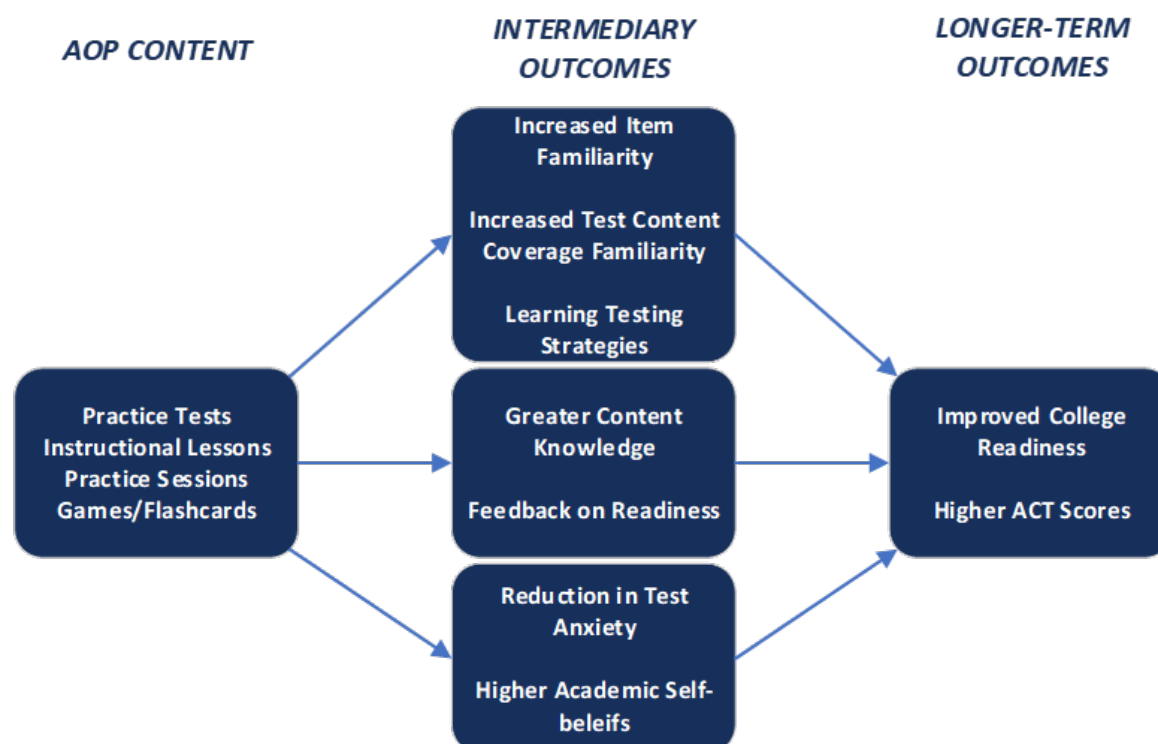 AOP CONTENT
INTERMEDIARY
OUTCOMES
LONGER-TERM
OUTCOMES
Practice Tests
Instructional Lessons
Practice Sessions
Games/Flashcards
Increased Item
Familiarity
Increased Test Content
Coverage Familiarity
Learning Testing
Strategies
Greater Content
Knowledge
Feedback on Readiness
Reduction in Test
Anxiety
Higher Academic Self-
beleifs
Improved College
Readiness
Higher ACT Scores